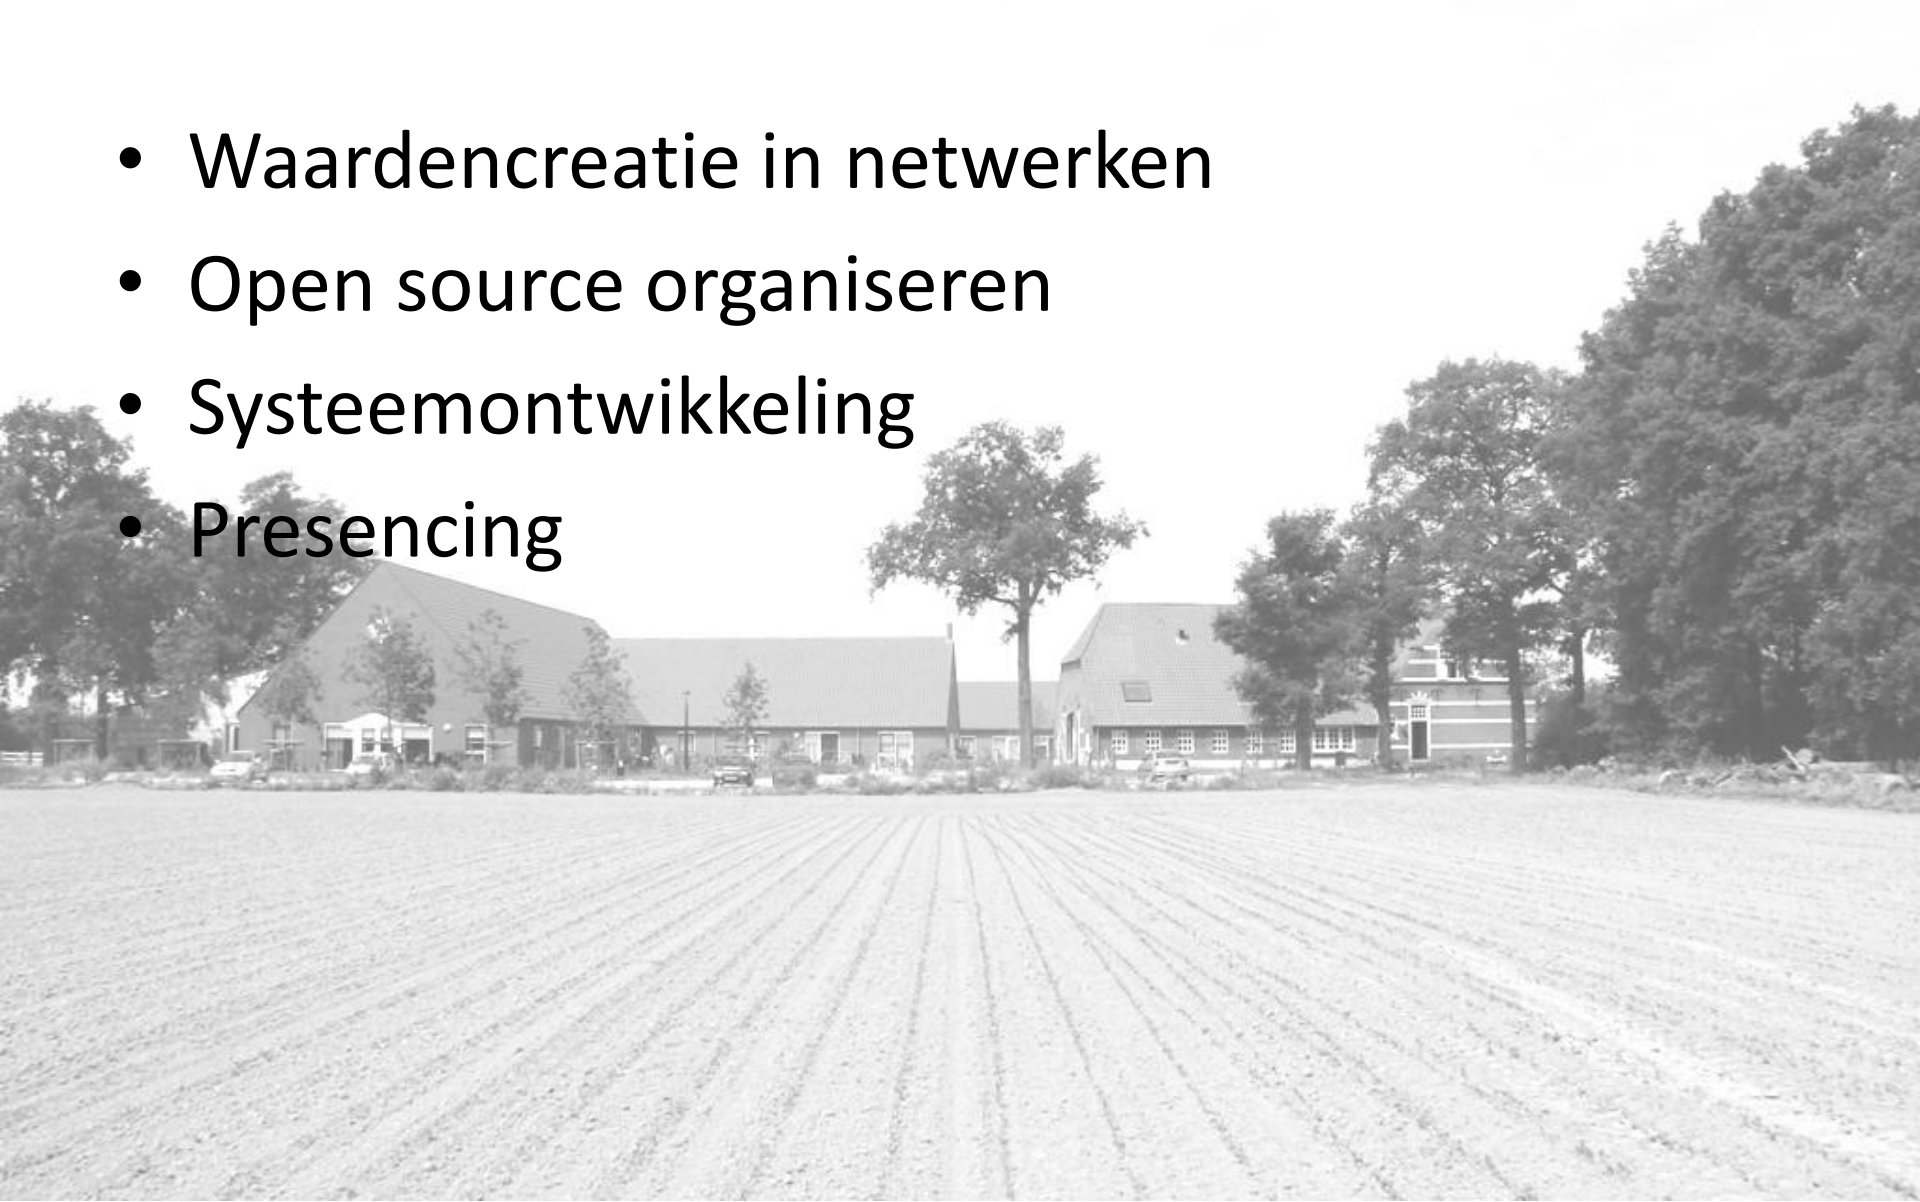 • Waardencreatie in netwerken
• Open source organiseren
• Systeemontwikkeling
• Presencing